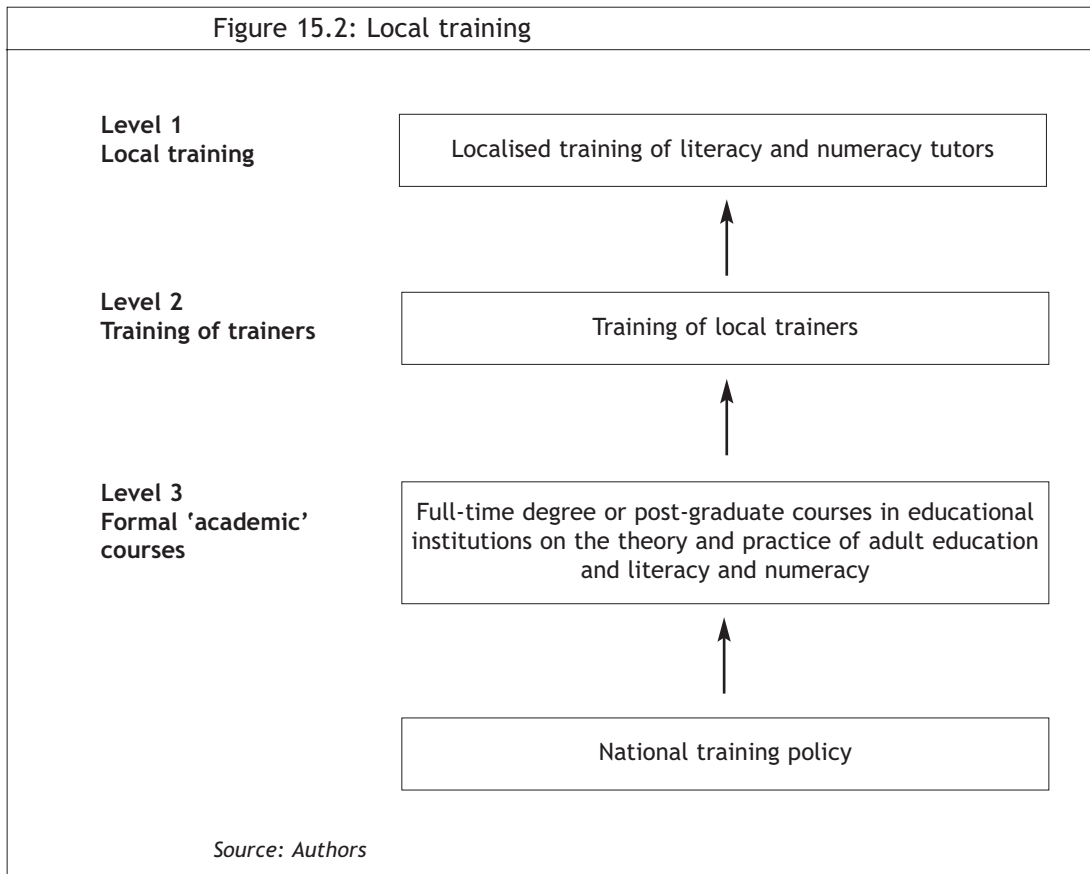 Figure 15.2: Local training
Level 1
Local training
Localised training of literacy and numeracy tutors
Level 2
Training of trainers
Training of local trainers
Level 3
Formal ‘academic’
courses
Full-time degree or post-graduate courses in educational
institutions on the theory and practice of adult education
and literacy and numeracy
National training policy
Source: Authors